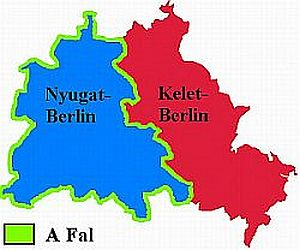 Nyugat-
Berlin
Kelet-
Berlin
A Fal